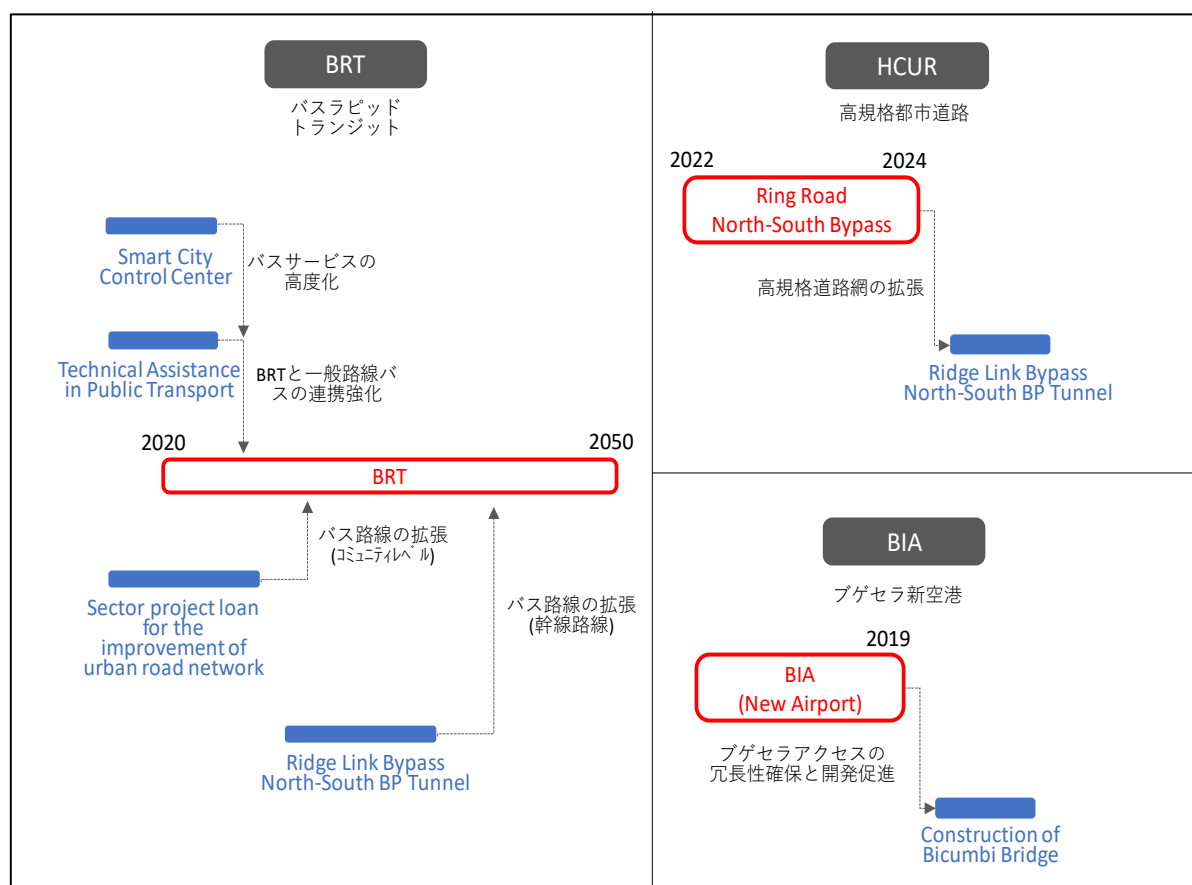 BRT
バスラピッド
トランジット
Smart City
Control Center
バスサービスの
高度化
Technical Assistance
in Public Transport
BRTと一般路線バ
スの連携強化
2020
2050
BRT
バス路線の拡張
(ｺﾐｭﾆﾃｨﾚﾍﾞﾙ)
Sector project loan
for the
improvement of
urban road network
バス路線の拡張
(幹線路線)
Ridge Link Bypass
North-South BP Tunnel
HCUR
高規格都市道路
2022
2024
Ring Road
North-South Bypass
高規格道路網の拡張
Ridge Link Bypass
North-South BP Tunnel
BIA
ブゲセラ新空港
2019
BIA
(New Airport)
ブゲセラアクセスの
冗長性確保と開発促進
Construction of
Bicumbi Bridge